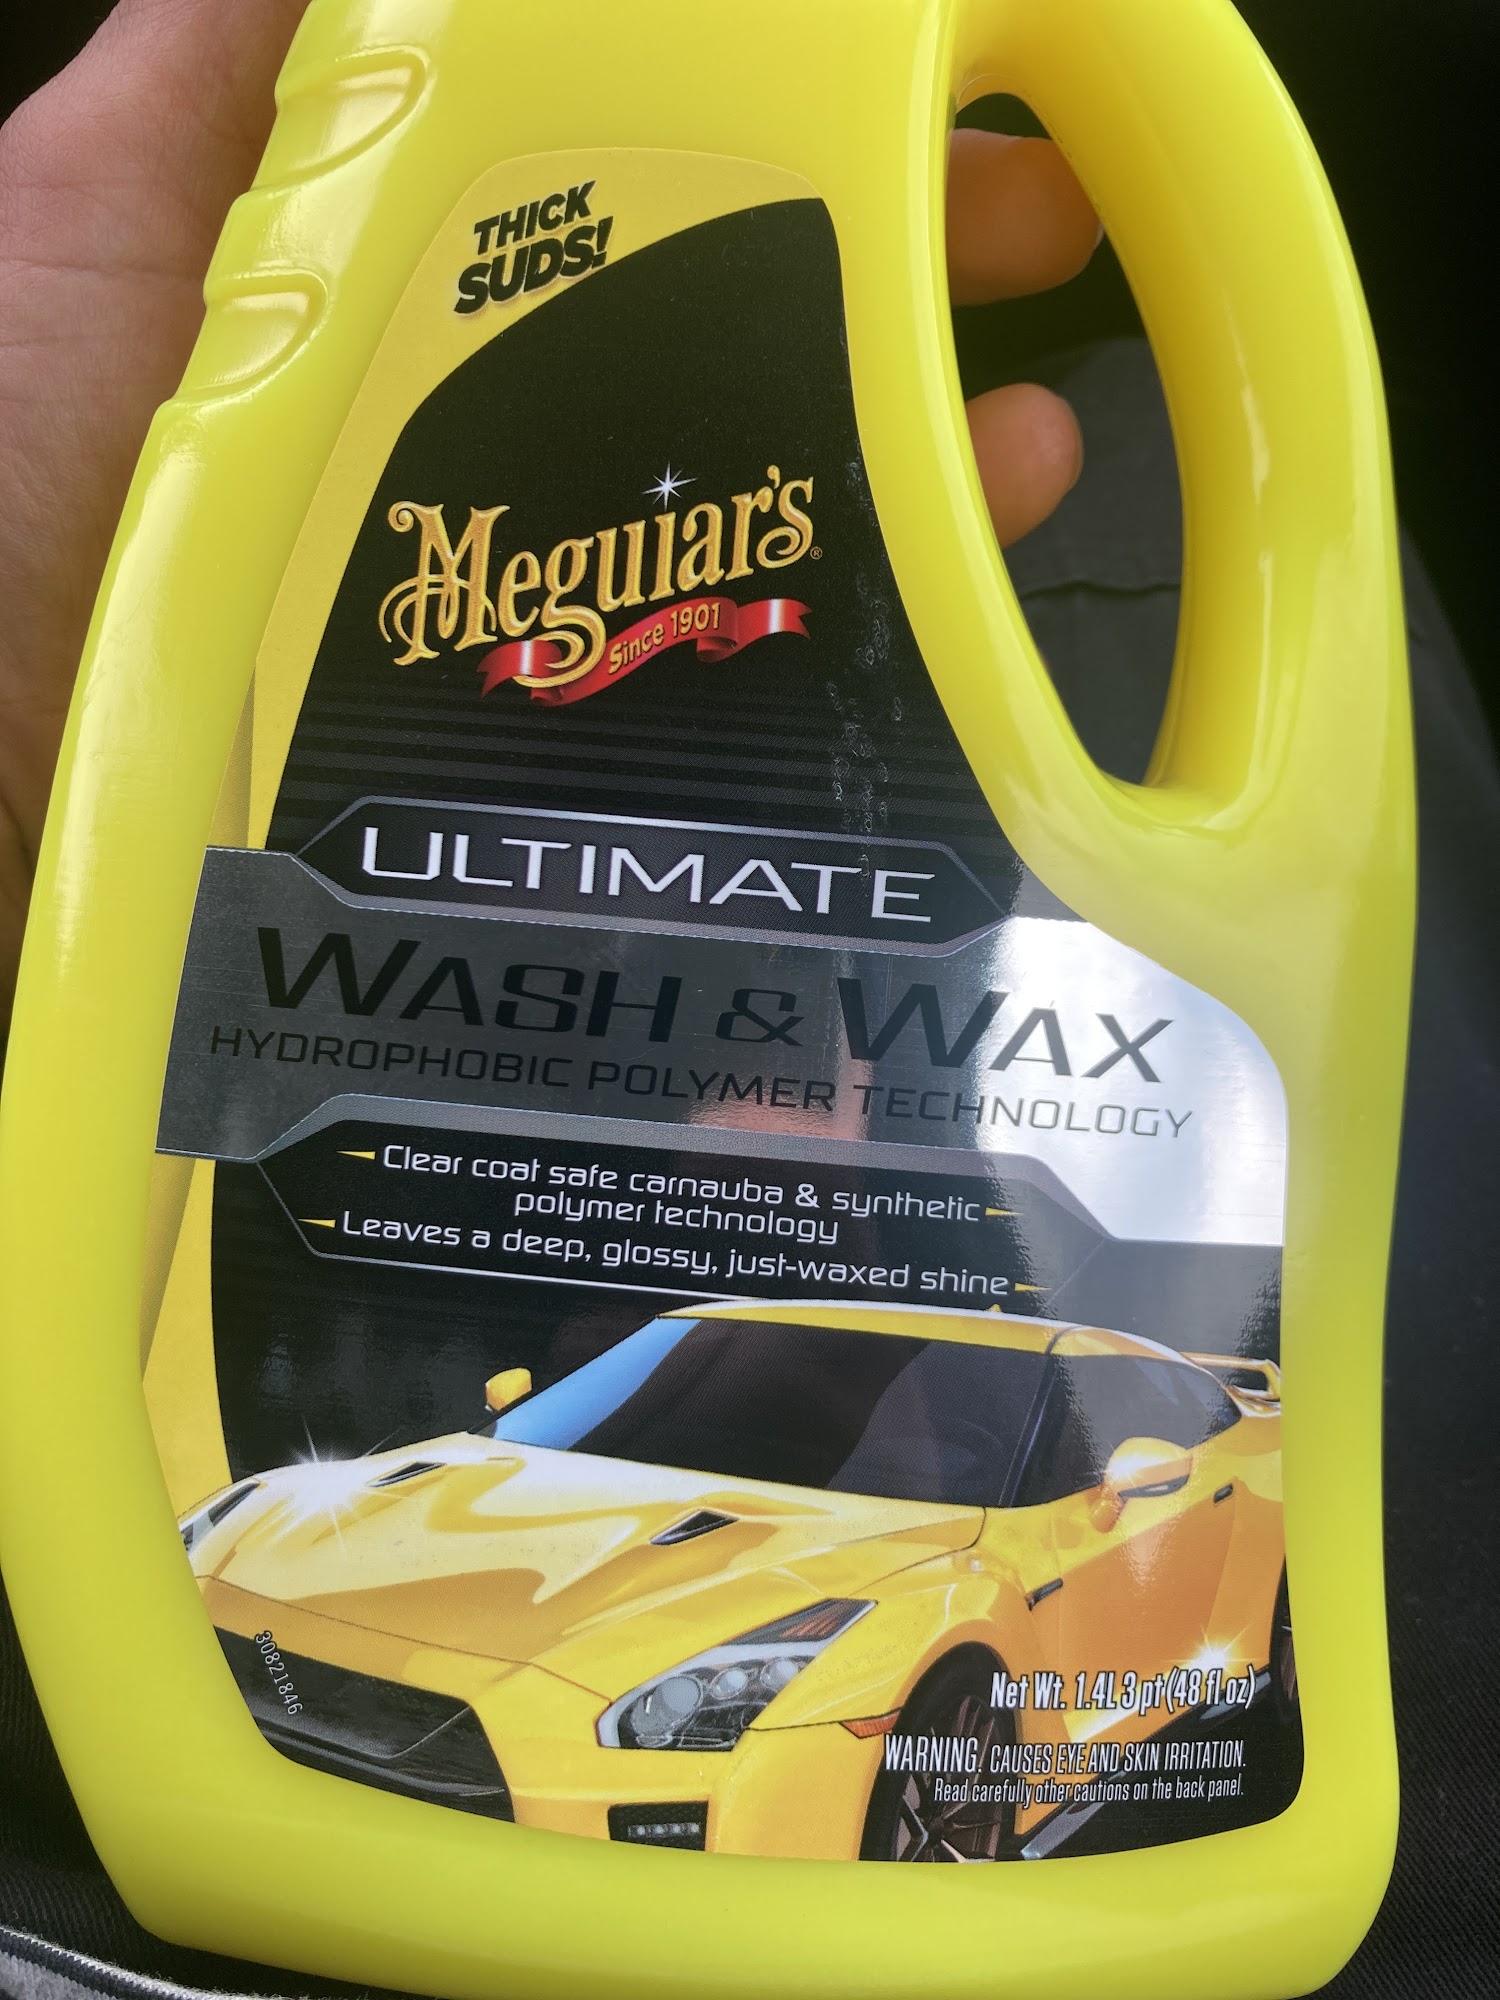 THICK
SUDS!
Meguiar's®
Since 1901
ULTIMATE
WASH & WAX
HYDROPHOBIC POLYMER TECHNOLOGY
Clear coat safe carnauba & synthetic
polymer technology
Leaves a deep, glossy, just-waxed shine
30821846
Net Wt. 1.4L 3 pt (48 fl oz)
WARNING. CAUSES EYE AND SKIN IRRITATION.
Read carefully other cautions on the back panel.